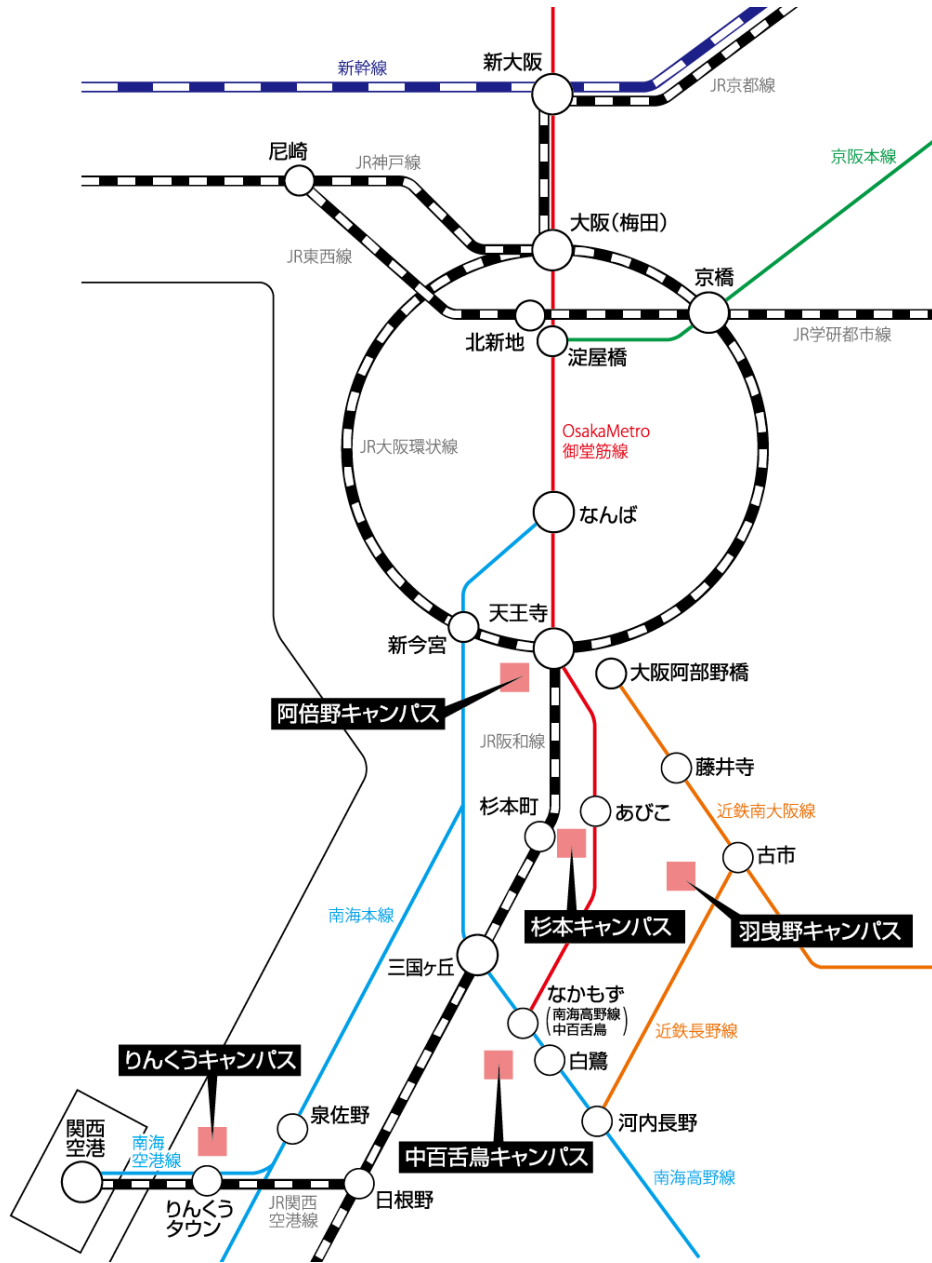 新大阪
新幹線
JR京都線
尼崎
JR神戸線
京阪本線
大阪(梅田)
JR東西線
京橋
北新地
淀屋橋
JR学研都市線
OsakaMetro
御堂筋線
JR大阪環状線
なんば
天王寺
新今宮
大阪阿部野橋
阿倍野キャンパス
JR阪和線
藤井寺
杉本町
あびこ
近鉄南大阪線
古市
南海本線
杉本キャンパス
羽曳野キャンパス
三国ヶ丘
なかもず
(南海高野線
中百舌鳥)
近鉄長野線
りんくうキャンパス
白鷺
泉佐野
河内長野
関西
空港
南海
空港線
中百舌鳥キャンパス
南海高野線
りんくう
タウン
JR関西
空港線
日根野